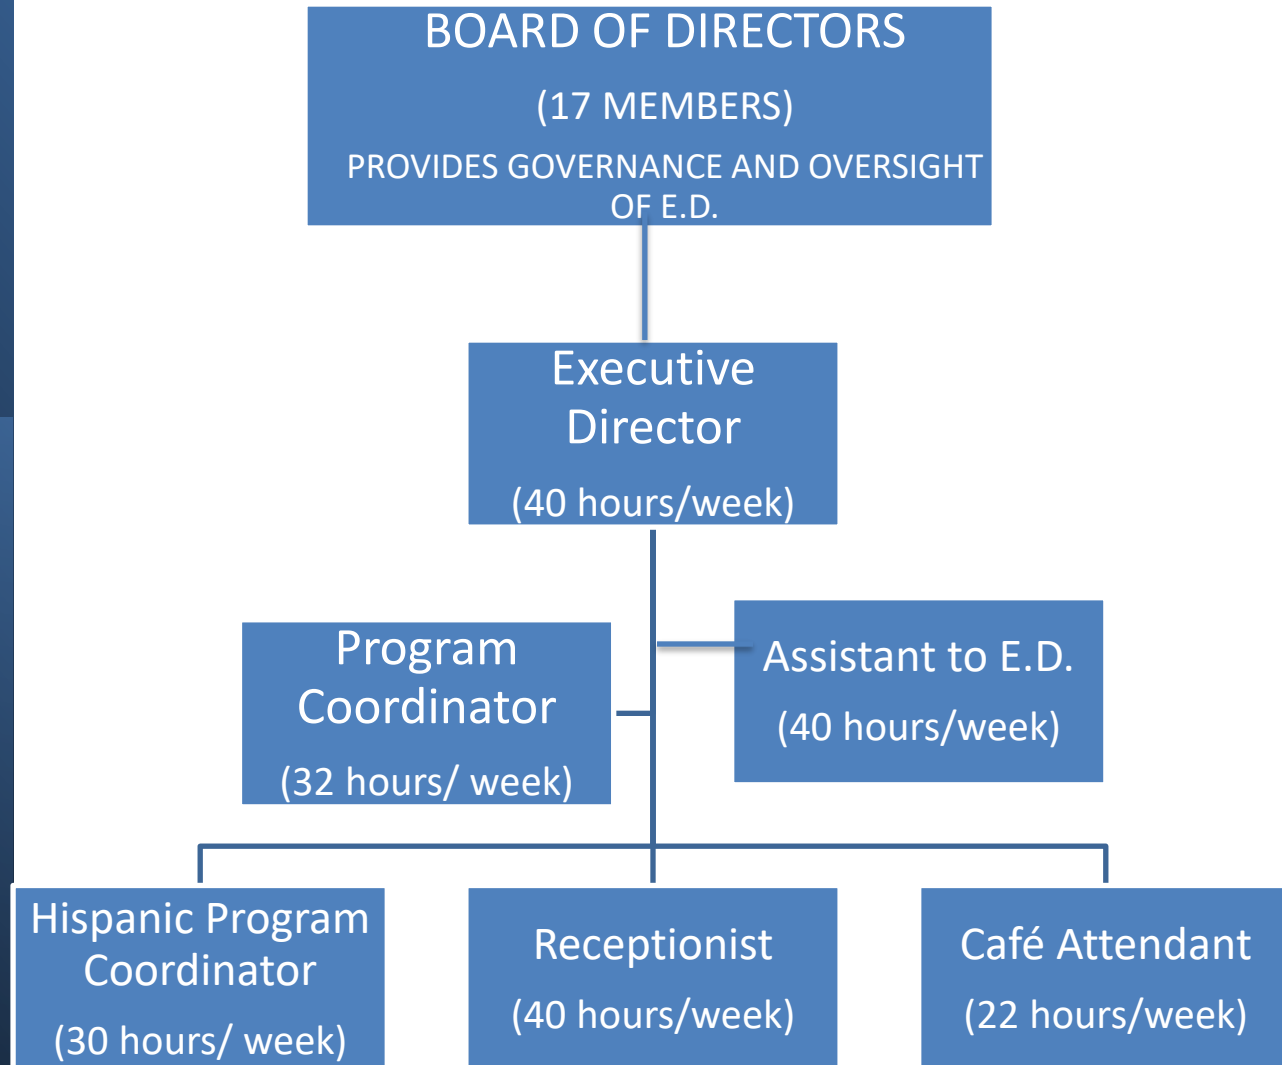 BOARD OF DIRECTORS
(17 MEMBERS)
PROVIDES GOVERNANCE AND OVERSIGHT
OF E.D.
Executive
Director
(40 hours/week)
Program
Coordinator
(32 hours/ week)
Assistant to E.D.
(40 hours/week)
Hispanic Program
Coordinator
(30 hours/ week)
Receptionist
(40 hours/week)
Café Attendant
(22 hours/week)